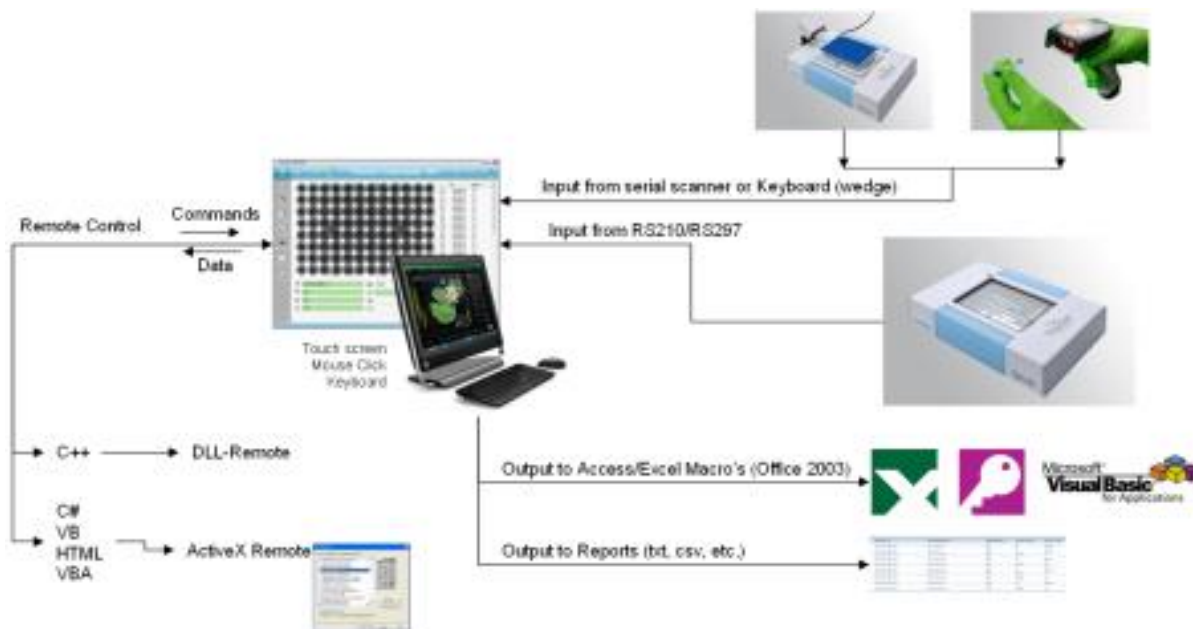 Input from serial scanner or Keyboard (wedge)
Commands
Remote Control
Input from RS210/RS297
Data
Touch screen
Mouse Click
Keyboard
C++
DLL-Remote
Output to Access/Excel Macro's (Office 2003)
Microsoft
Visual Basic
for Applications
C#
VB
HTML
VBA
ActiveX Remote
Output to Reports (txt, csv, etc.)